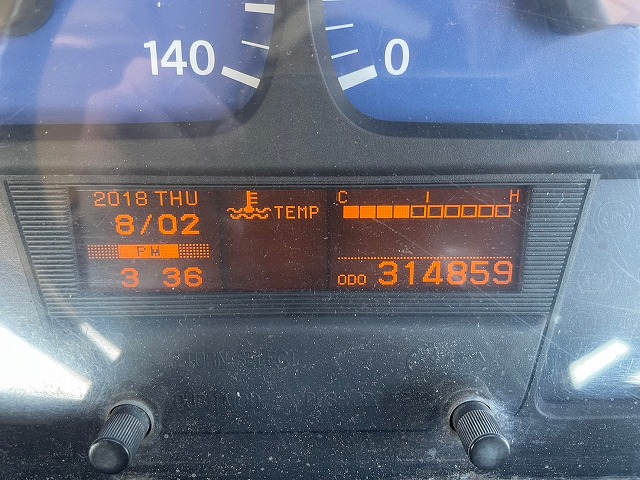 140
0
2018 THU
8/02
PM
3 36
TEMP
C I H
ODO 314859